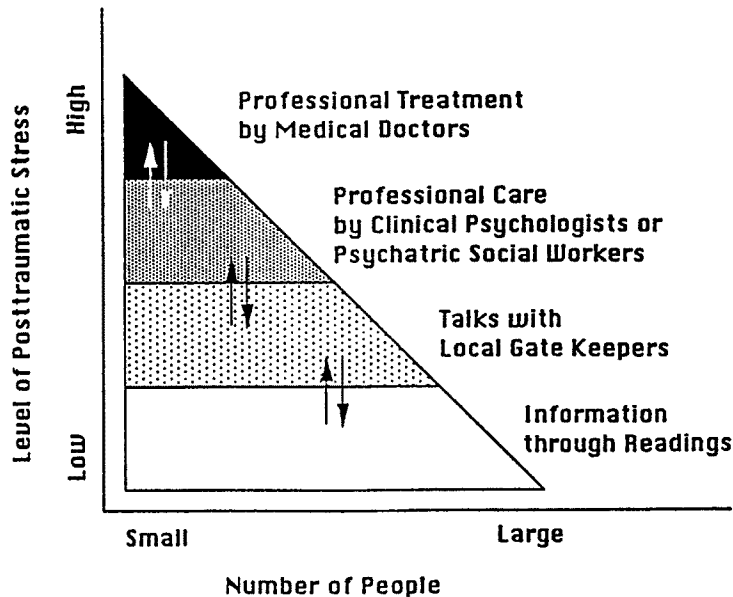 Level of Posttraumatic Stress
High
Low
Professional Treatment
by Medical Doctors
Professional Care
by Clinical Psychologists or
Psychatric Social Workers
Talks with
Local Gate Keepers
Information
through Readings
Small
Large
Number of People